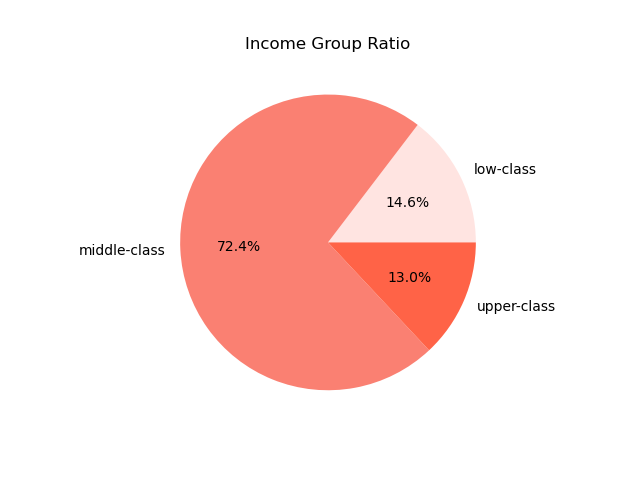 Income Group Ratio
low-class
14.6%
72.4%
middle-class
13.0%
upper-class